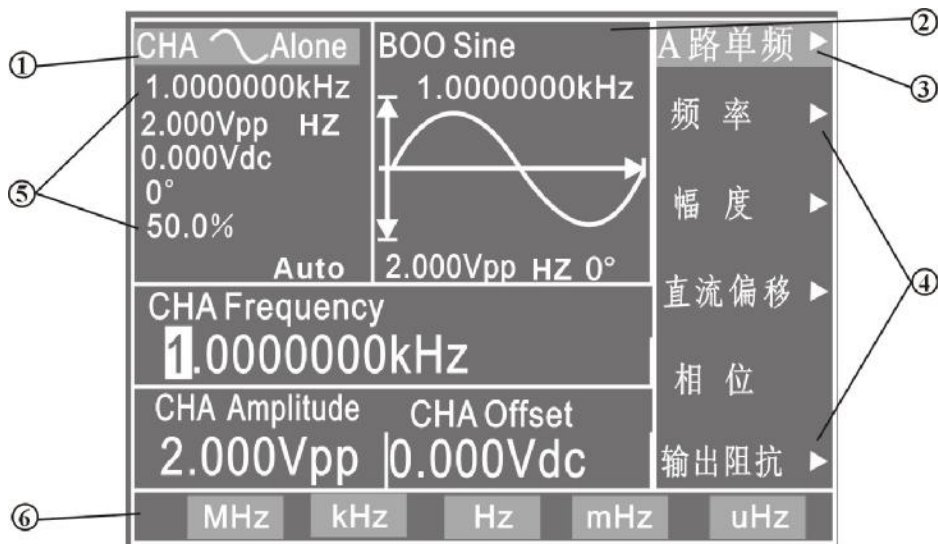 ②
CHA Alone
BOO Sine
A路单频 ▶
①
③
1.0000000kHz
1.0000000kHz
频 率 ▶
2.000Vpp HZ
0.000Vdc
⑤
0°
幅 度 ▶
50.0%
Auto
2.000Vpp HZ 0°
直流偏移 ▶
④
CHA Frequency
1.0000000kHz
相 位
CHA Amplitude
CHA Offset
2.000Vpp
0.000Vdc
输出阻抗 ▶
⑥
MHz kHz Hz mHz uHz